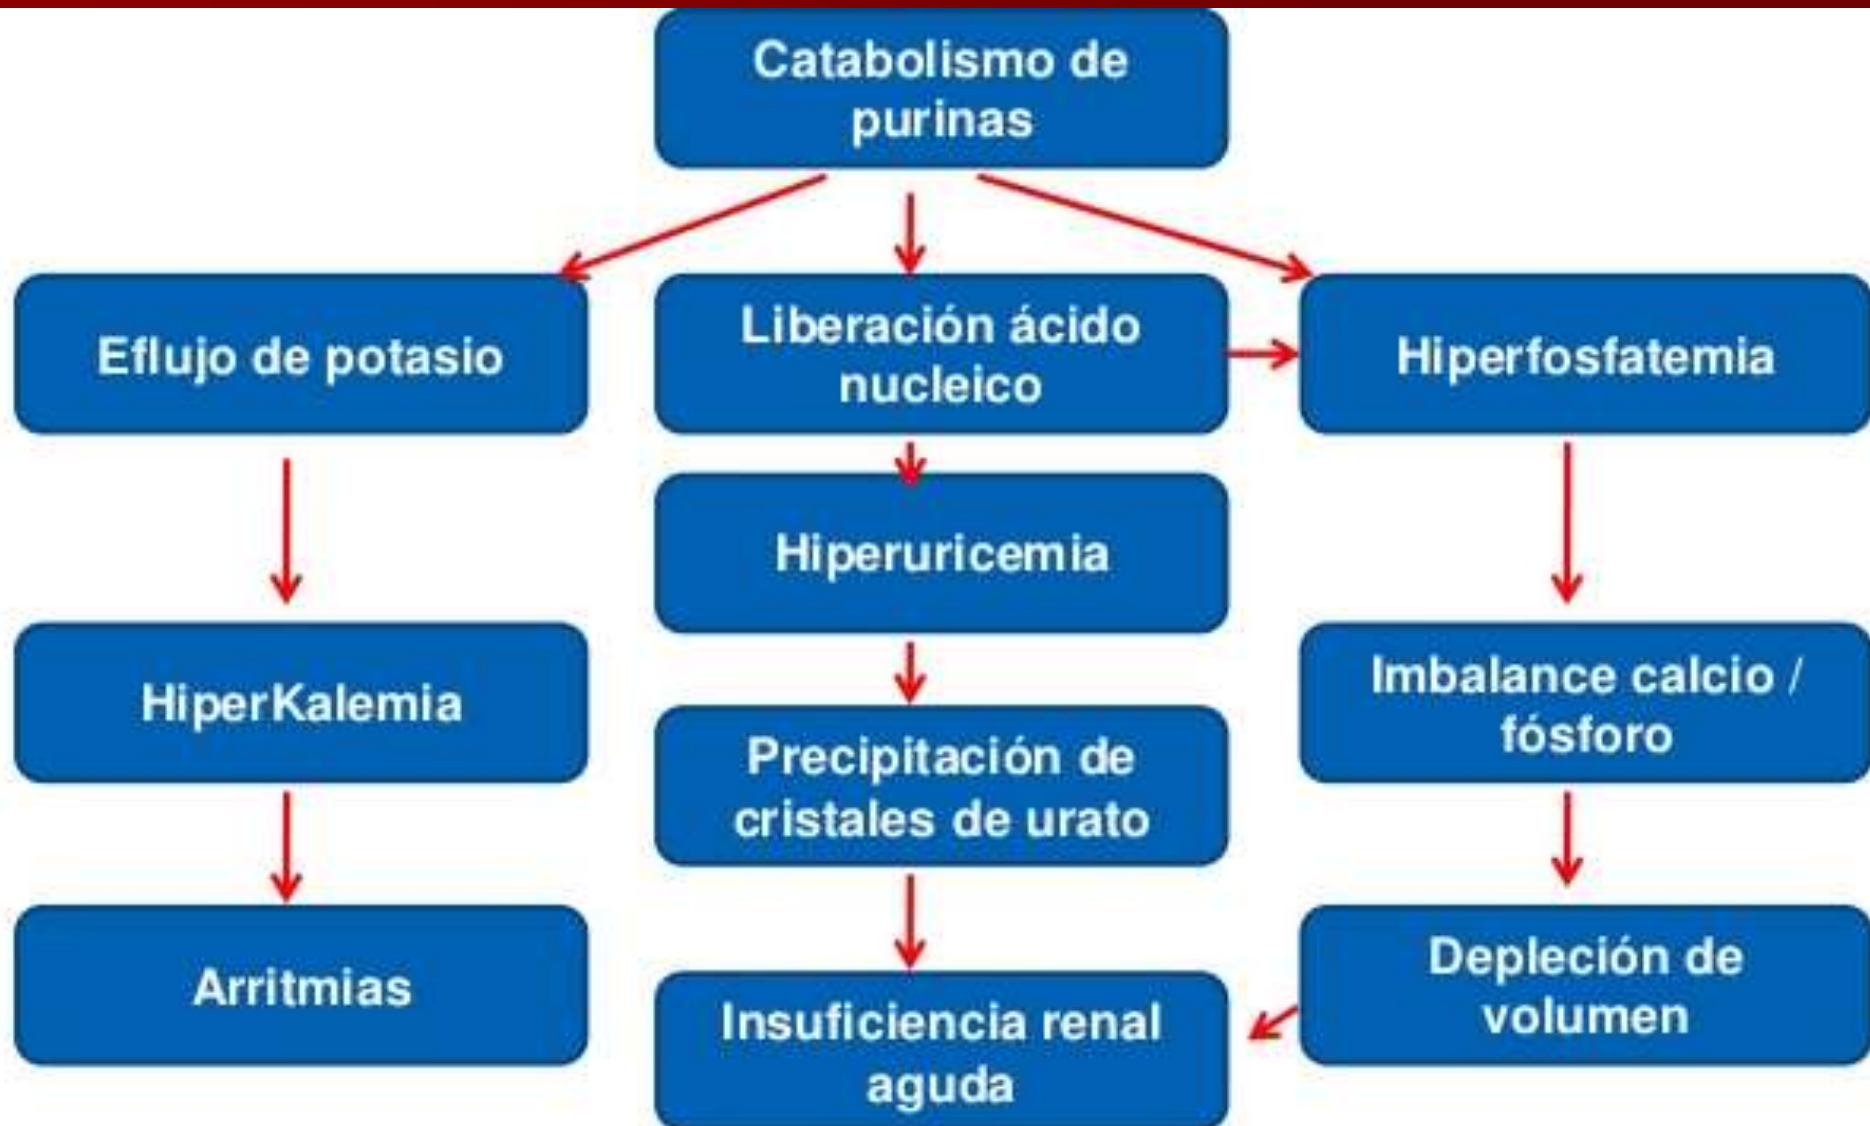 Catabolismo de
purinas
Eflujo de potasio
Liberación ácido
nucleico
Hiperfosfatemia
Hiperuricemia
HiperKalemia
Imbalance calcio /
fósforo
Precipitación de
cristales de urato
Arritmias
Depleción de
volumen
Insuficiencia renal
aguda